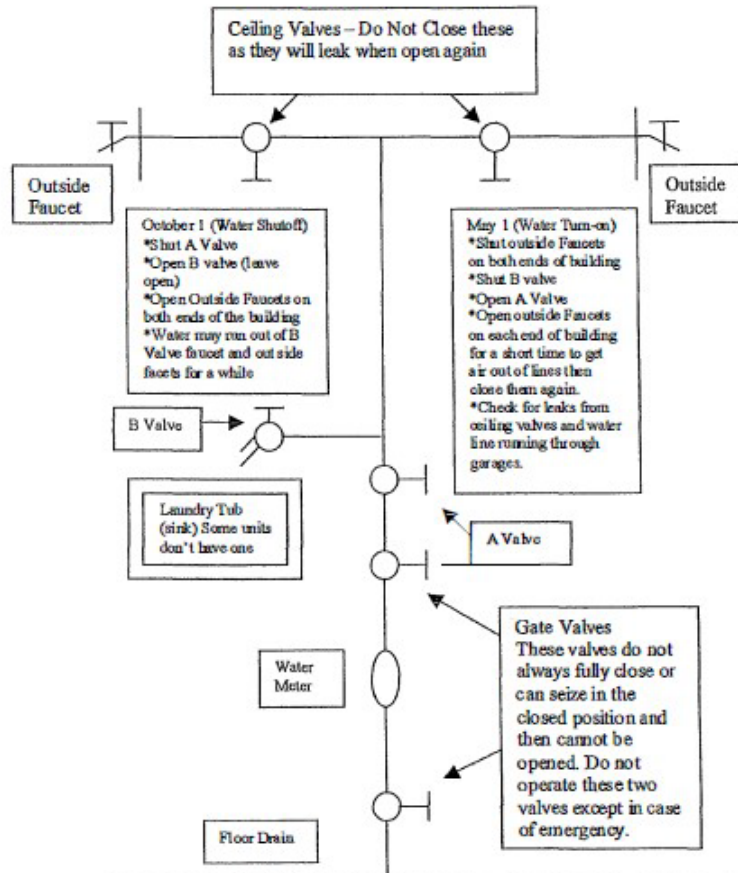 Ceiling Valves – Do Not Close these
as they will leak when open again
Outside
Faucet
Outside
Faucet
October 1 (Water Shutoff)
*Shut A Valve
*Open B valve (leave
open)
*Open Outside Faucets on
both ends of the building
*Water may run out of B
Valve faucet and out side
facets for a while
May 1 (Water Turn-on)
*Shut outside Faucets
on both ends of building
*Shut B valve
*Open A Valve
*Open outside Faucets
on each end of building
for a short time to get
air out of lines then
close them again.
*Check for leaks from
ceiling valves and water
line running through
garages.
B Valve
Laundry Tub
(sink) Some units
don't have one
A Valve
Water
Meter
Gate Valves
These valves do not
always fully close or
can seize in the
closed position and
then cannot be
opened. Do not
operate these two
valves except in case
of emergency.
Floor Drain